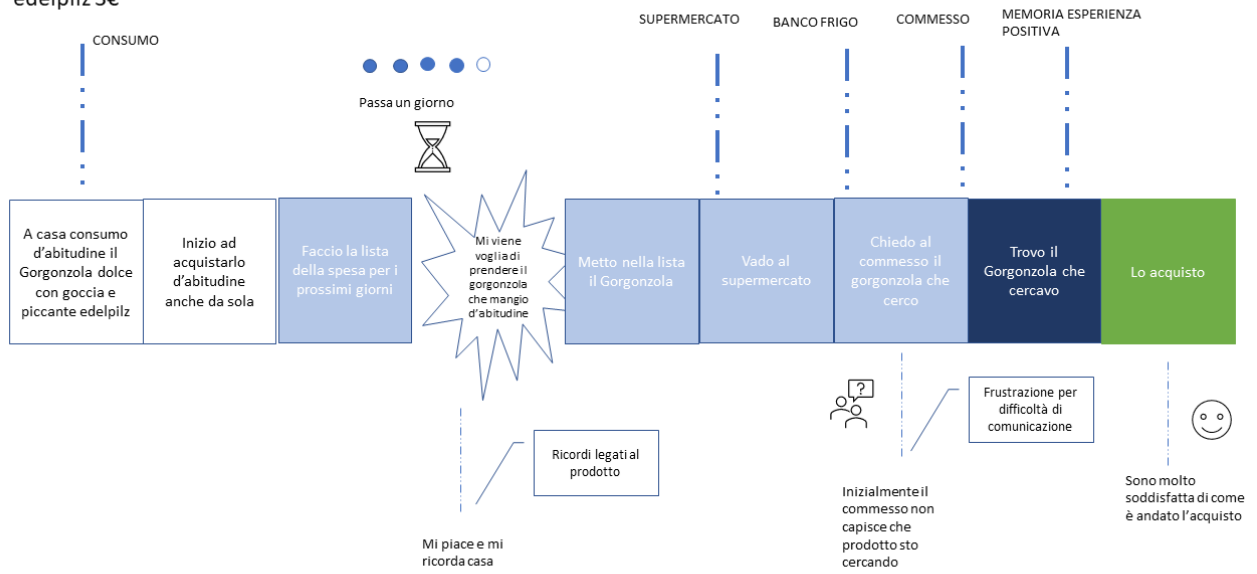 edelpilz 3€
CONSUMO
SUPERMERCATO
BANCO FRIGO
COMMESSO
MEMORIA ESPERIENZA
POSITIVA
Passa un giorno
A casa consumo
d'abitudine il
Gorgonzola dolce
con goccia e
piccante edelpilz
Inizio ad
acquistarlo
d'abitudine
anche da sola
Faccio la lista
della spesa per i
prossimi giorni
Mi viene
voglia di
prendere il
gorgonzola
che mangio
d'abitudine
Metto nella lista
il Gorgonzola
Vado al
supermercato
Chiedo al
commesso il
gorgonzola che
cerco
Trovo il
Gorgonzola che
cercavo
Lo acquisto
Ricordi legati al
prodotto
Mi piace e mi
ricorda casa
?
Frustrazione per
difficoltà di
comunicazione
Inizialmente il
commesso non
capisce che
prodotto sto
cercando
Sono molto
soddisfatta di come
è andato l'acquisto